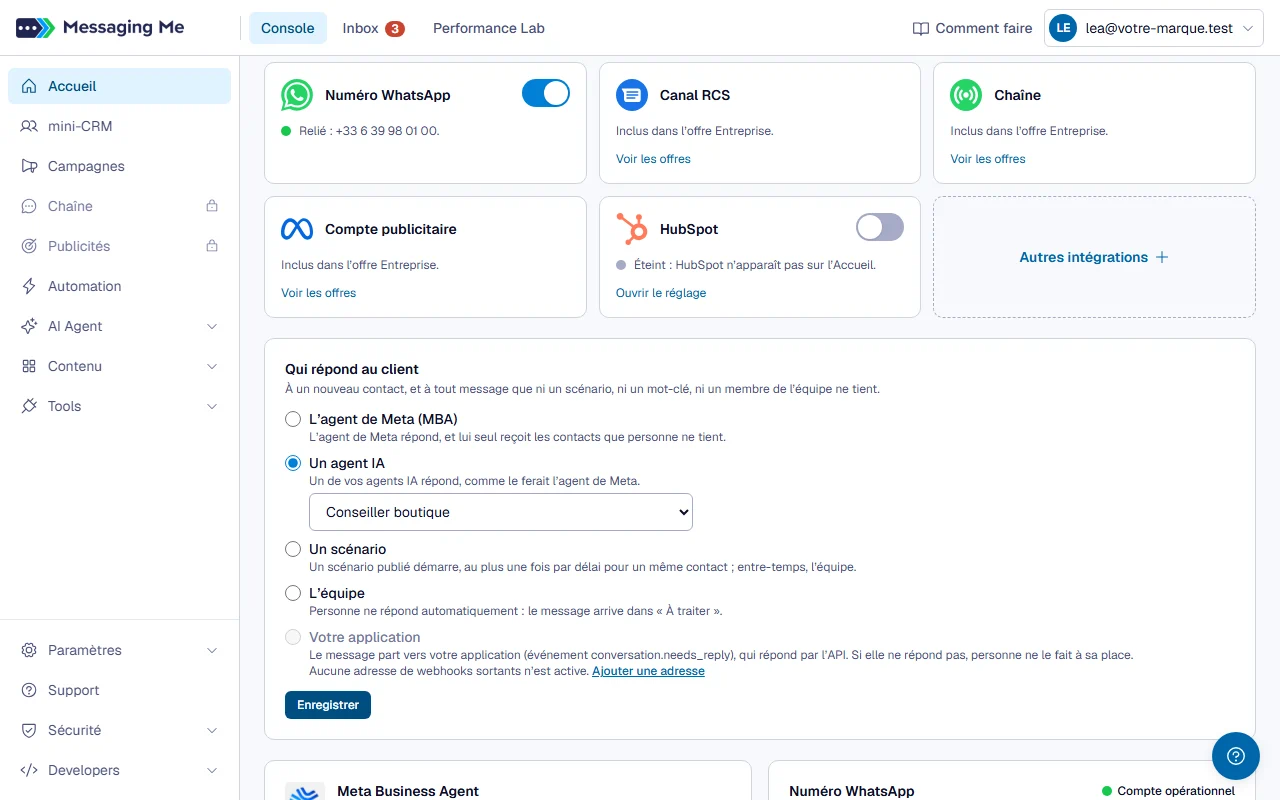 Messaging Me
Console
Inbox 3
Performance Lab
Comment faire
LE lea@votre-marque.test
Accueil
mini-CRM
Campagnes
Chaîne
Publicités
Automation
AI Agent
Contenu
Tools
Paramètres
Support
Sécurité
Developers
Numéro WhatsApp
Relié : +33 6 39 98 01 00.
Canal RCS
Inclus dans l’offre Entreprise.
Voir les offres
Chaîne
Inclus dans l’offre Entreprise.
Voir les offres
Compte publicitaire
Inclus dans l’offre Entreprise.
Voir les offres
HubSpot
Éteint : HubSpot n’apparaît pas sur l’Accueil.
Ouvrir le réglage
Autres intégrations +
Qui répond au client
À un nouveau contact, et à tout message que ni un scénario, ni un mot-clé, ni un membre de l’équipe ne tient.
L’agent de Meta (MBA)
L’agent de Meta répond, et lui seul reçoit les contacts que personne ne tient.
Un agent IA
Un de vos agents IA répond, comme le ferait l’agent de Meta.
Conseiller boutique
Un scénario
Un scénario publié démarre, au plus une fois par délai pour un même contact ; entre-temps, l’équipe.
L’équipe
Personne ne répond automatiquement : le message arrive dans « À traiter ».
Votre application
Le message part vers votre application (événement conversation.needs_reply), qui répond par l’API. Si elle ne répond pas, personne ne le fait à sa place.
Aucune adresse de webhooks sortants n’est active. Ajouter une adresse
Enregistrer
Meta Business Agent
Numéro WhatsApp
Compte opérationnel